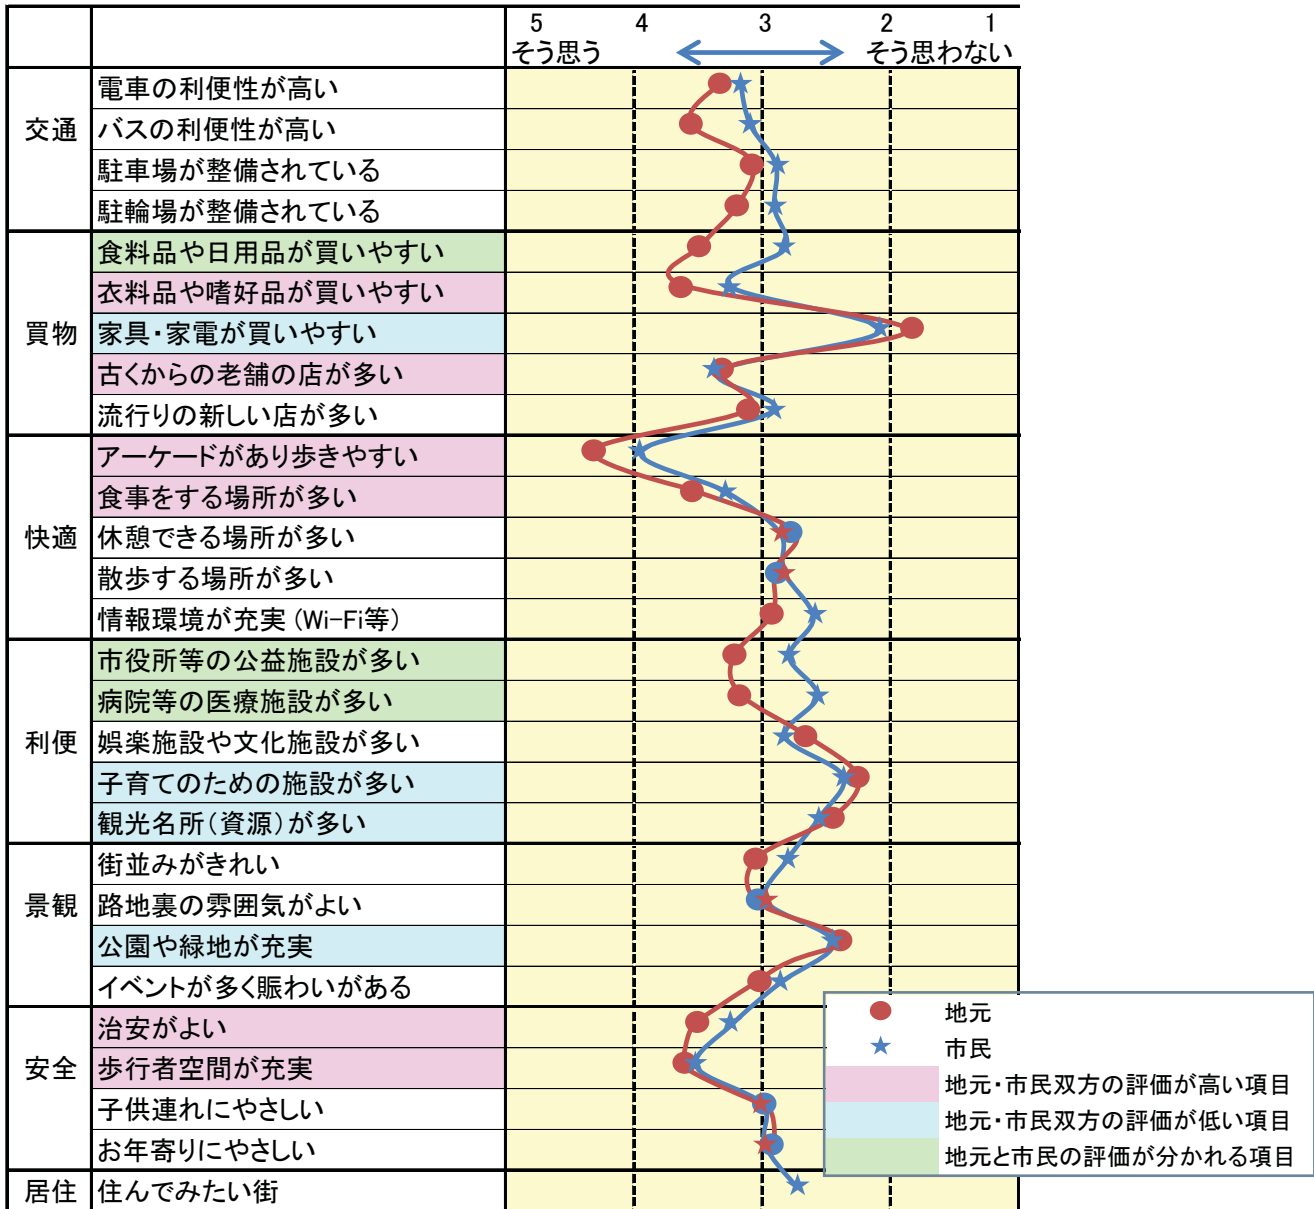 5 4 3 2 1
そう思う そう思わない
交通
電車の利便性が高い
バスの利便性が高い
駐車場が整備されている
駐輪場が整備されている
買物
食料品や日用品が買いやすい
衣料品や嗜好品が買いやすい
家具・家電が買いやすい
古くからの老舗の店が多い
流行りの新しい店が多い
快適
アーケードがあり歩きやすい
食事をする場所が多い
休憩できる場所が多い
散歩する場所が多い
情報環境が充実(Wi-Fi等)
利便
市役所等の公益施設が多い
病院等の医療施設が多い
娯楽施設や文化施設が多い
子育てのための施設が多い
観光名所(資源)が多い
景観
街並みがきれい
路地裏の雰囲気がよい
公園や緑地が充実
イベントが多く賑わいがある
安全
治安がよい
歩行者空間が充実
子供連れにやさしい
お年寄りにやさしい
居住
住んでみたい街
地元
市民
地元・市民双方の評価が高い項目
地元・市民双方の評価が低い項目
地元と市民の評価が分かれる項目